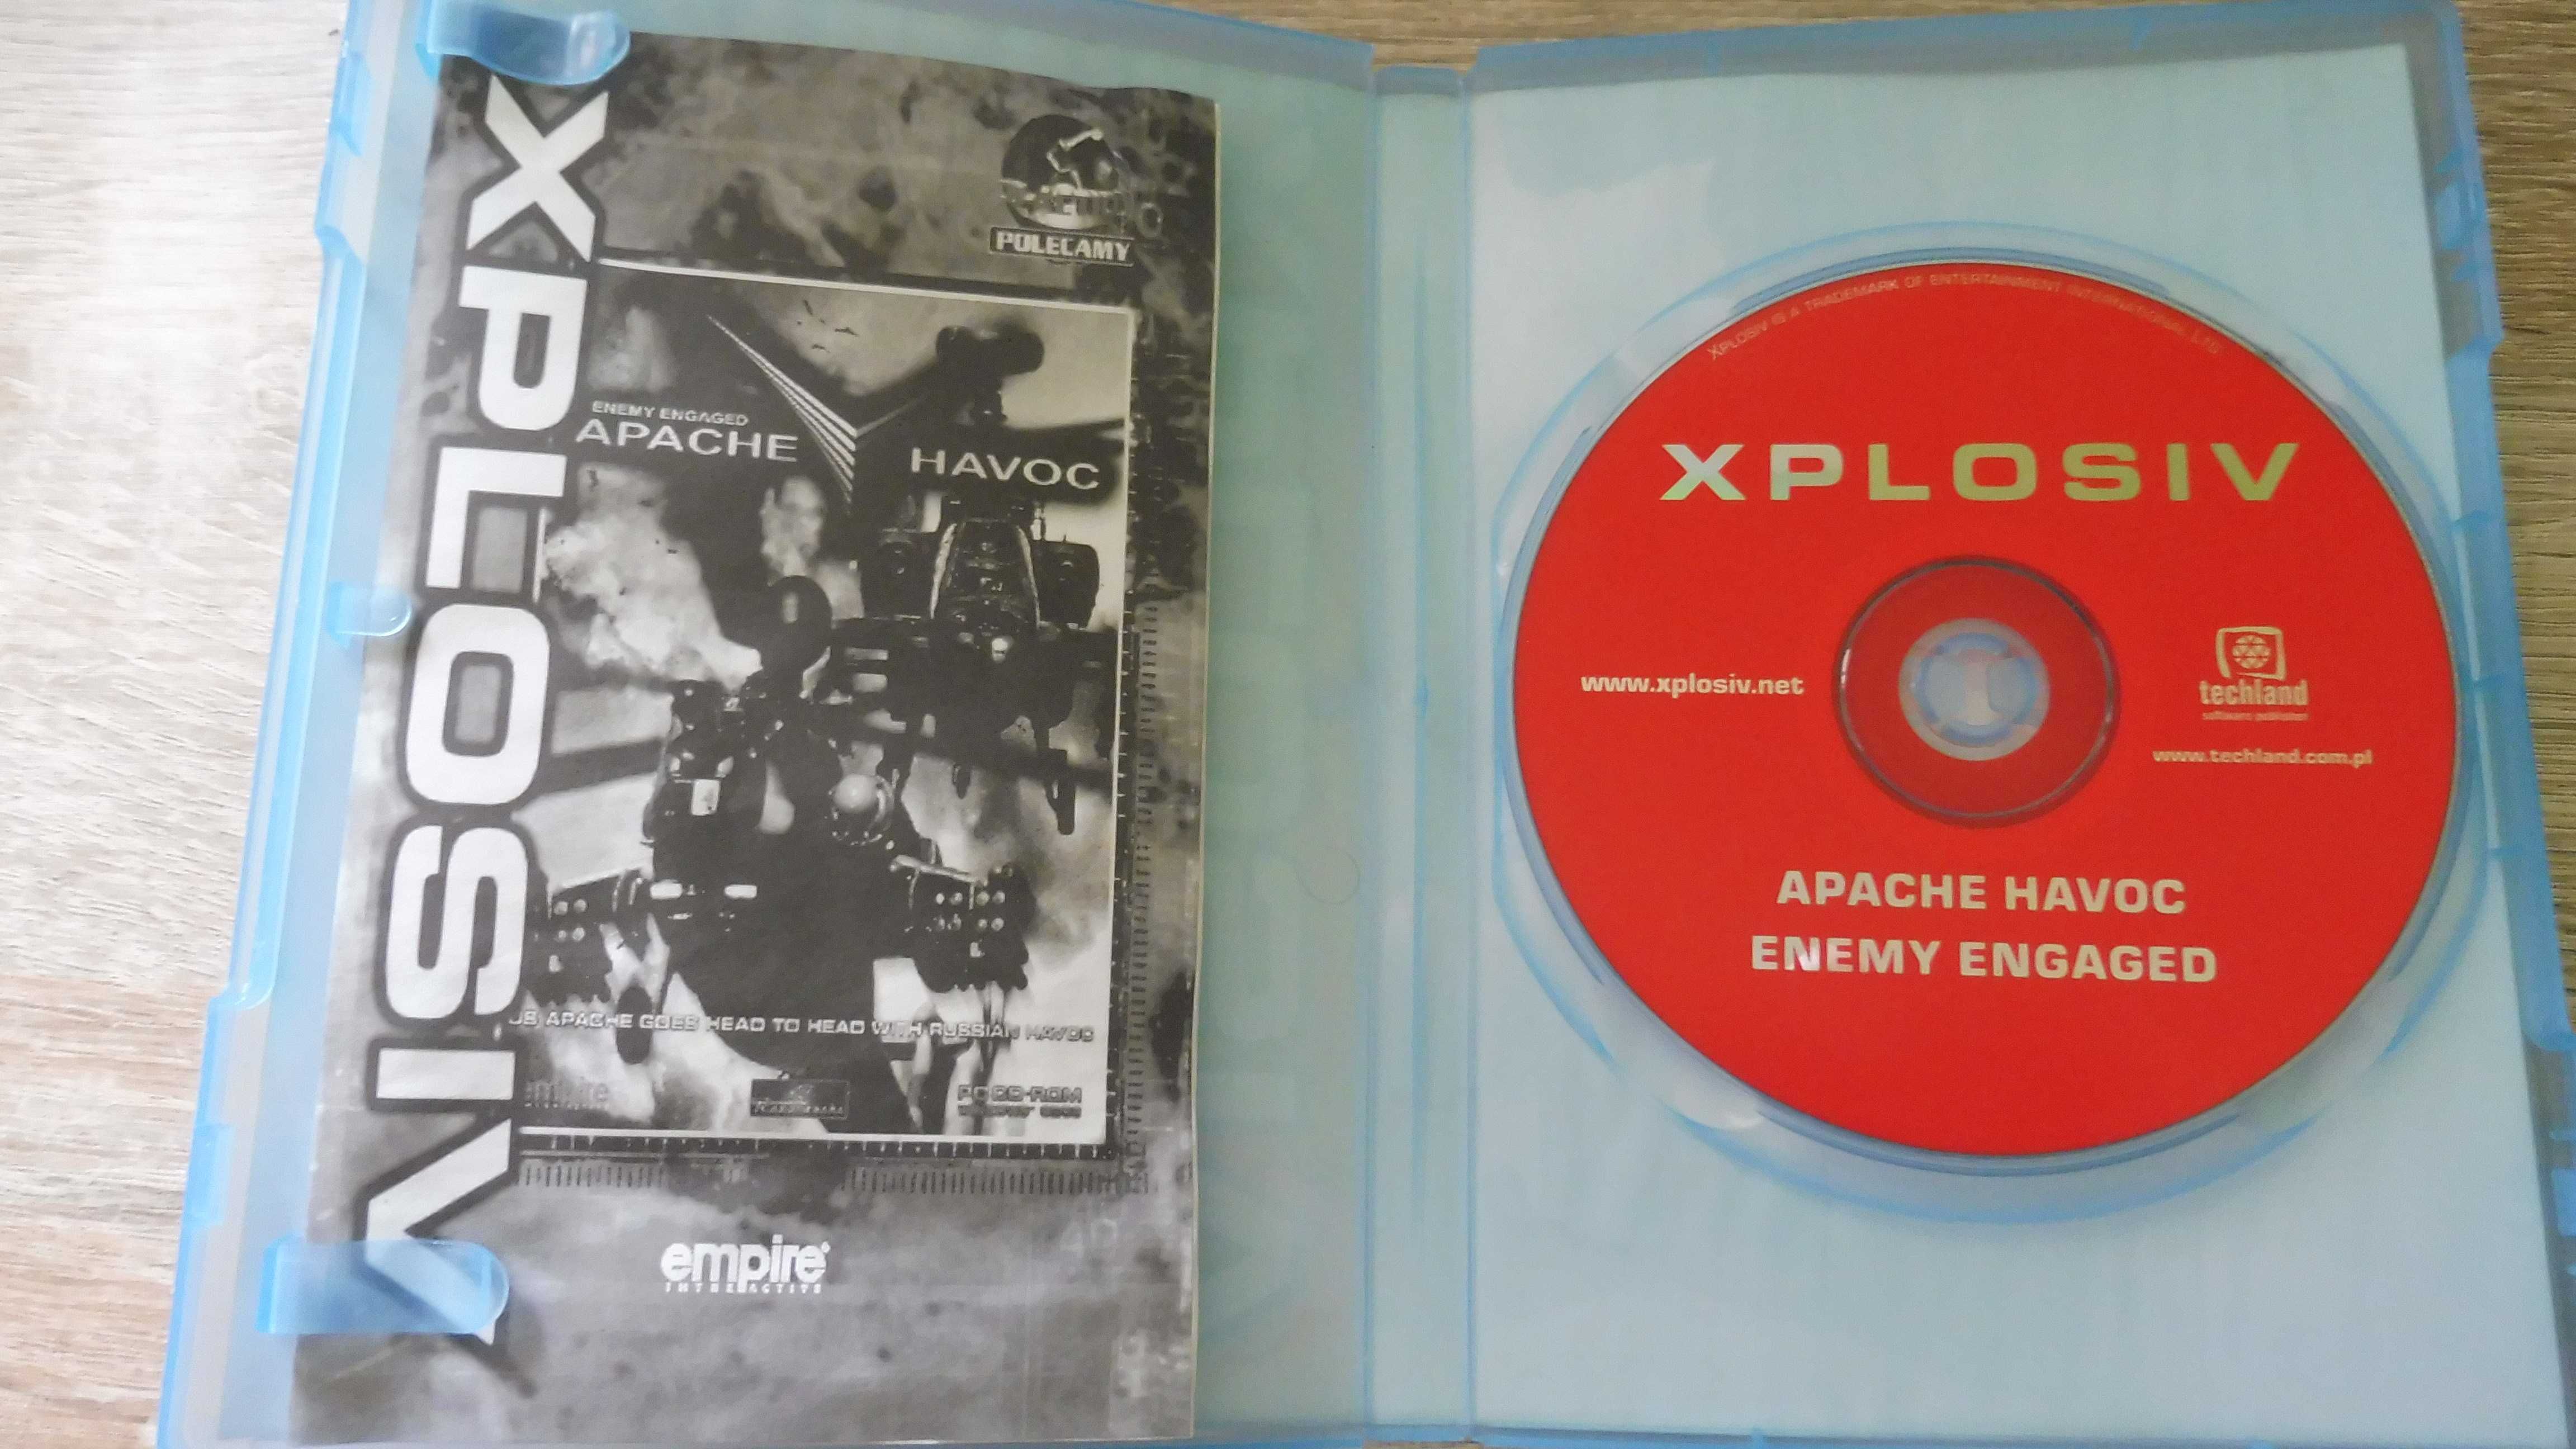 XPLOSIV
POLECAMY
ENEMY ENGAGED
APACHE
HAVOC
US APACHE GOES HEAD TO HEAD WITH RUSSIAN HAVOC
empire
PC CD-ROM
empire
INTERACTIVE
XPLOSIV IS A TRADEMARK OF ENTERTAINMENT INTERNATIONAL LTD
XPLOSIV
www.xplosiv.net
techland
software publisher
www.techland.com.pl
APACHE HAVOC
ENEMY ENGAGED